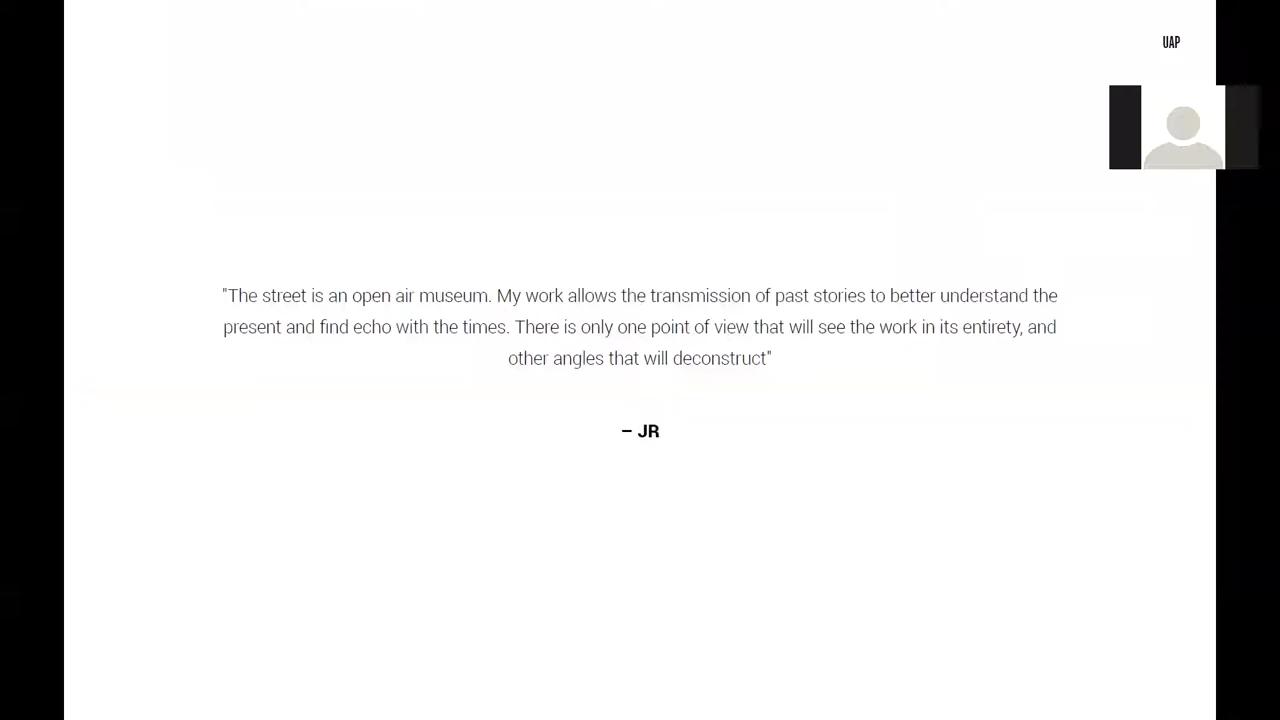 UAP
"The street is an open air museum. My work allows the transmission of past stories to better understand the
present and find echo with the times. There is only one point of view that will see the work in its entirety, and
other angles that will deconstruct"
– JR